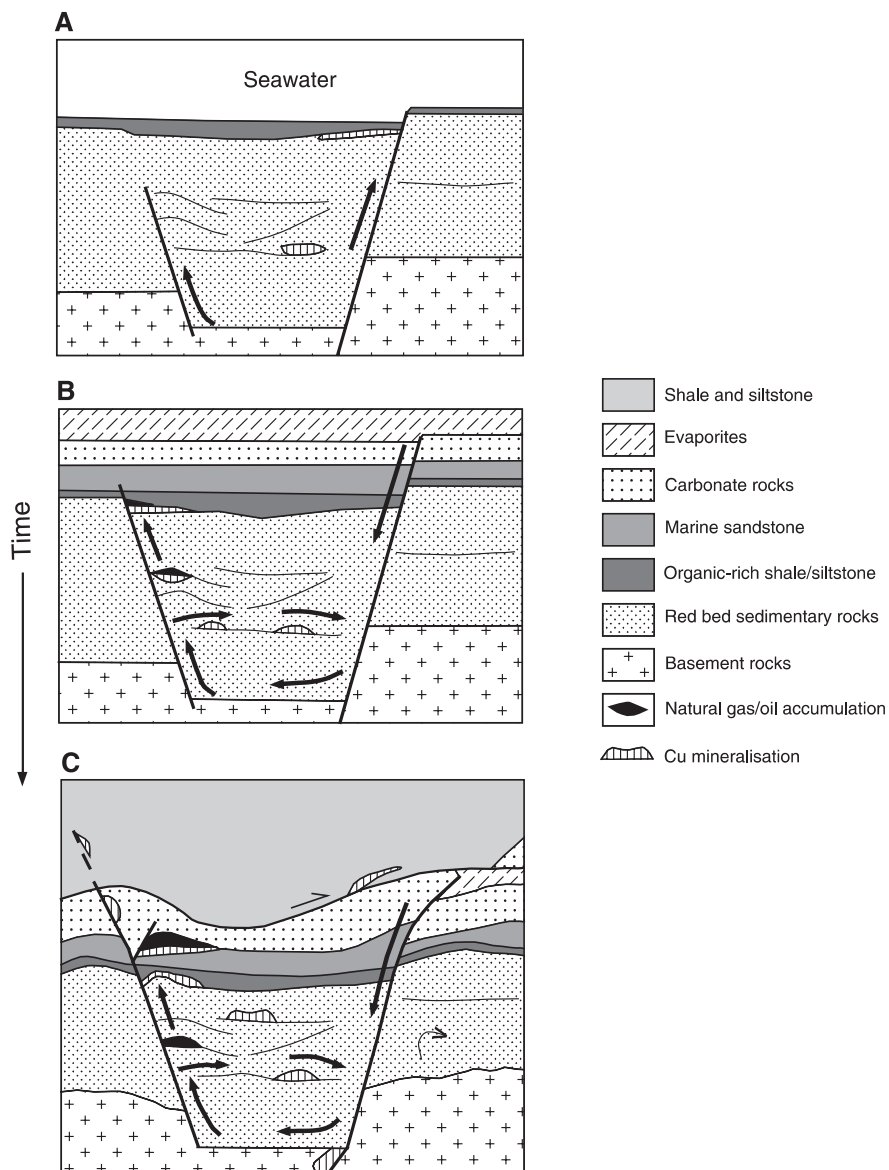 A
Seawater
B
Time
C
Shale and siltstone
Evaporites
Carbonate rocks
Marine sandstone
Organic-rich shale/siltstone
Red bed sedimentary rocks
Basement rocks
Natural gas/oil accumulation
Cu mineralisation